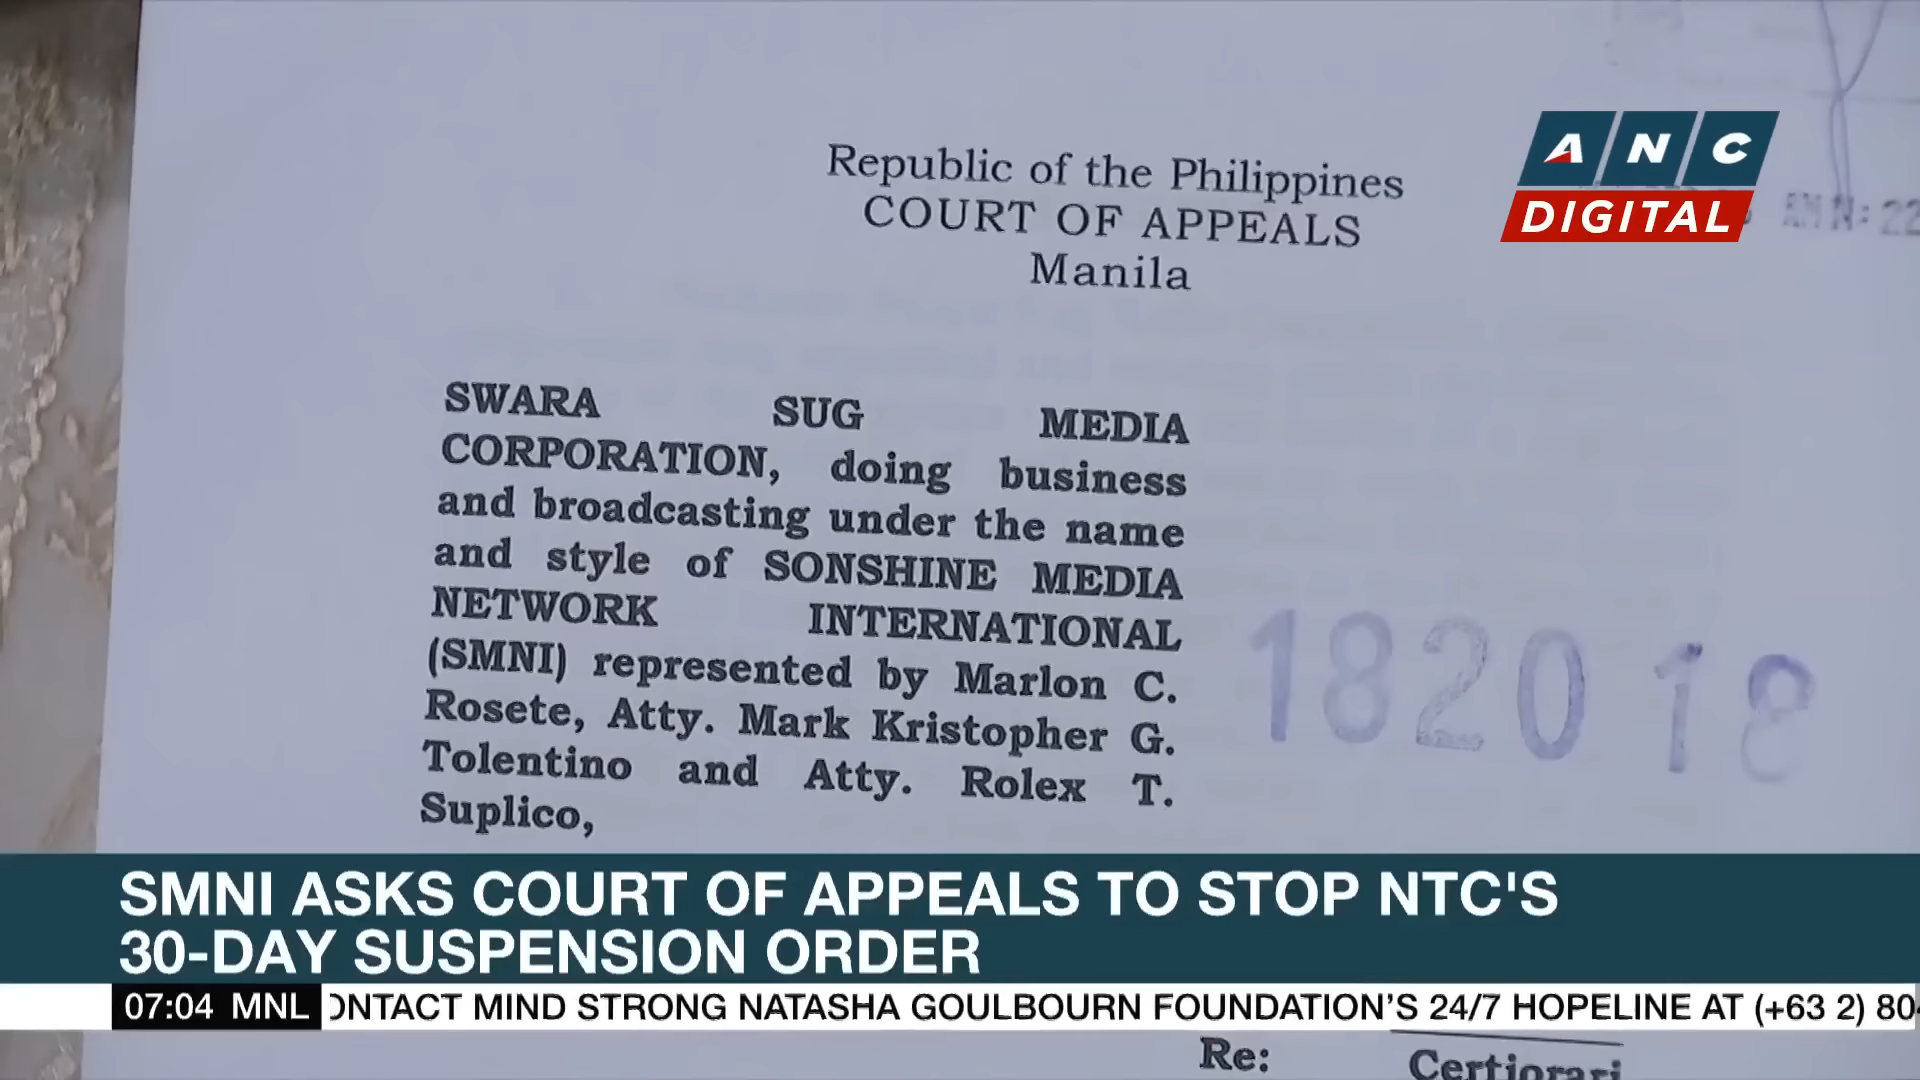 Republic of the Philippines
COURT OF APPEALS
Manila
ANC
DIGITAL
SWARA SUG MEDIA
CORPORATION, doing business
and broadcasting under the name
and style of SONSHINE MEDIA
NETWORK INTERNATIONAL
(SMNI) represented by Marlon C.
Rosete, Atty. Mark Kristopher G.
Tolentino and Atty. Rolex T.
Suplico,
182018
SMNI ASKS COURT OF APPEALS TO STOP NTC'S
30-DAY SUSPENSION ORDER
07:04 MNL
MIND STRONG NATASHA GOULBOURN FOUNDATION'S 24/7 HOPELINE AT (+63 2)
Re: Certiorari